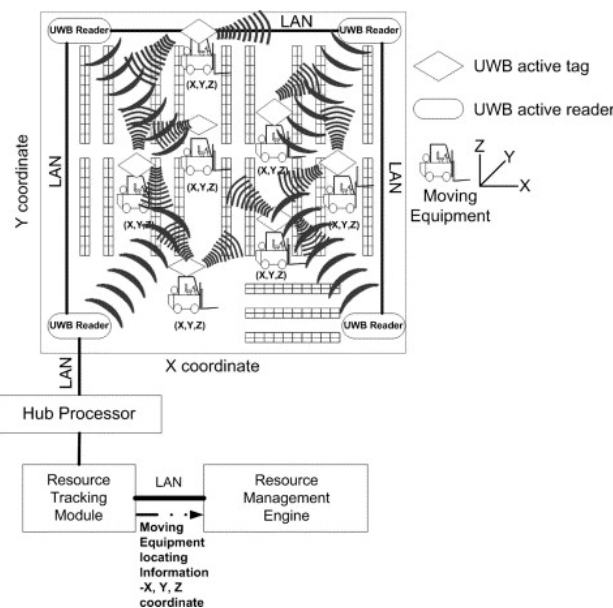 UWB Reader
LAN
UWB Reader
(X,Y,Z)
(X,Y,Z)
(X,Y,Z)
(X,Y,Z)
(X,Y,Z)
(X,Y,Z)
(X,Y,Z)
Y coordinate
LAN
LAN
UWB Reader
UWB Reader
X coordinate
UWB active tag
UWB active reader
Moving
Equipment
Z
Y
X
LAN
Hub Processor
Resource
Tracking
Module
LAN
Resource
Management
Engine
Moving
Equipment
locating
Information
-X, Y, Z
coordinate